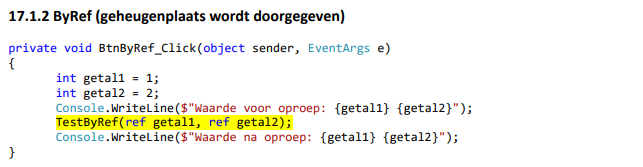 17.1.2 ByRef (geheugenplaats wordt doorgegeven)
private void BtnByRef_Click(object sender, EventArgs e)
{
int getal1 = 1;
int getal2 = 2;
Console.WriteLine($"Waarde voor oproep: {getal1} {getal2}");
TestByRef(ref getal1, ref getal2);
Console.WriteLine($"Waarde na oproep: {getal1} {getal2}");
}